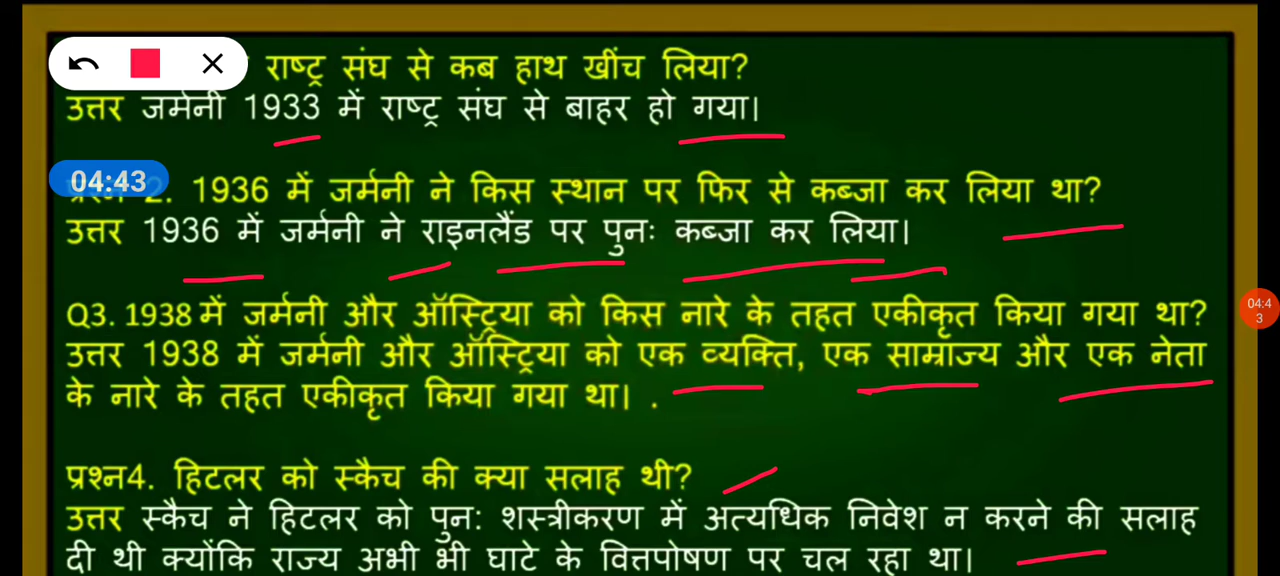 राष्ट्र संघ से कब हाथ खींच लिया?
उत्तर जर्मनी 1933 में राष्ट्र संघ से बाहर हो गया।
04:43
2. 1936 में जर्मनी ने किस स्थान पर फिर से कब्जा कर लिया था?
उत्तर 1936 में जर्मनी ने राइनलैंड पर पुनः कब्जा कर लिया।
04:4
3
Q3. 1938 में जर्मनी और ऑस्ट्रिया को किस नारे के तहत एकीकृत किया गया था?
उत्तर 1938 में जर्मनी और ऑस्ट्रिया को एक व्यक्ति, एक साम्राज्य और एक नेता
के नारे के तहत एकीकृत किया गया था। .
प्रश्न4. हिटलर को स्कैच की क्या सलाह थी?
उत्तर स्कैच ने हिटलर को पुन: शस्त्रीकरण में अत्यधिक निवेश न करने की सलाह
दी थी क्योंकि राज्य अभी भी घाटे के वित्तपोषण पर चल रहा था।